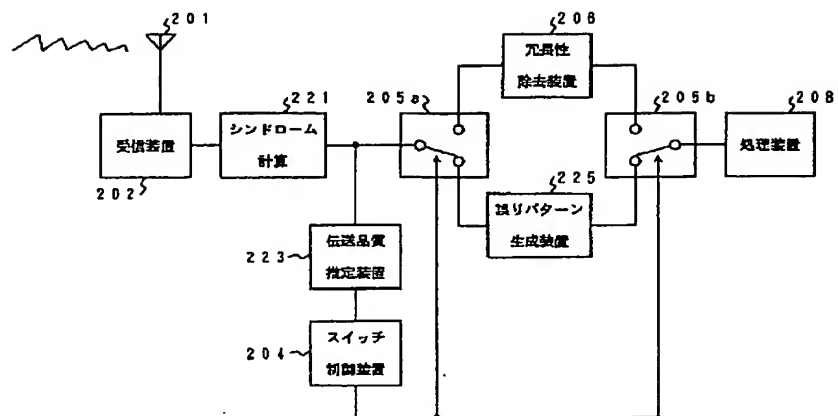 201
206
冗長性
除去装置
221
205a
205b
208
受信装置
シンドローム
計算
処理装置
202
225
誤りパターン
生成装置
伝送品質
推定装置
223
スイッチ
制御装置
204